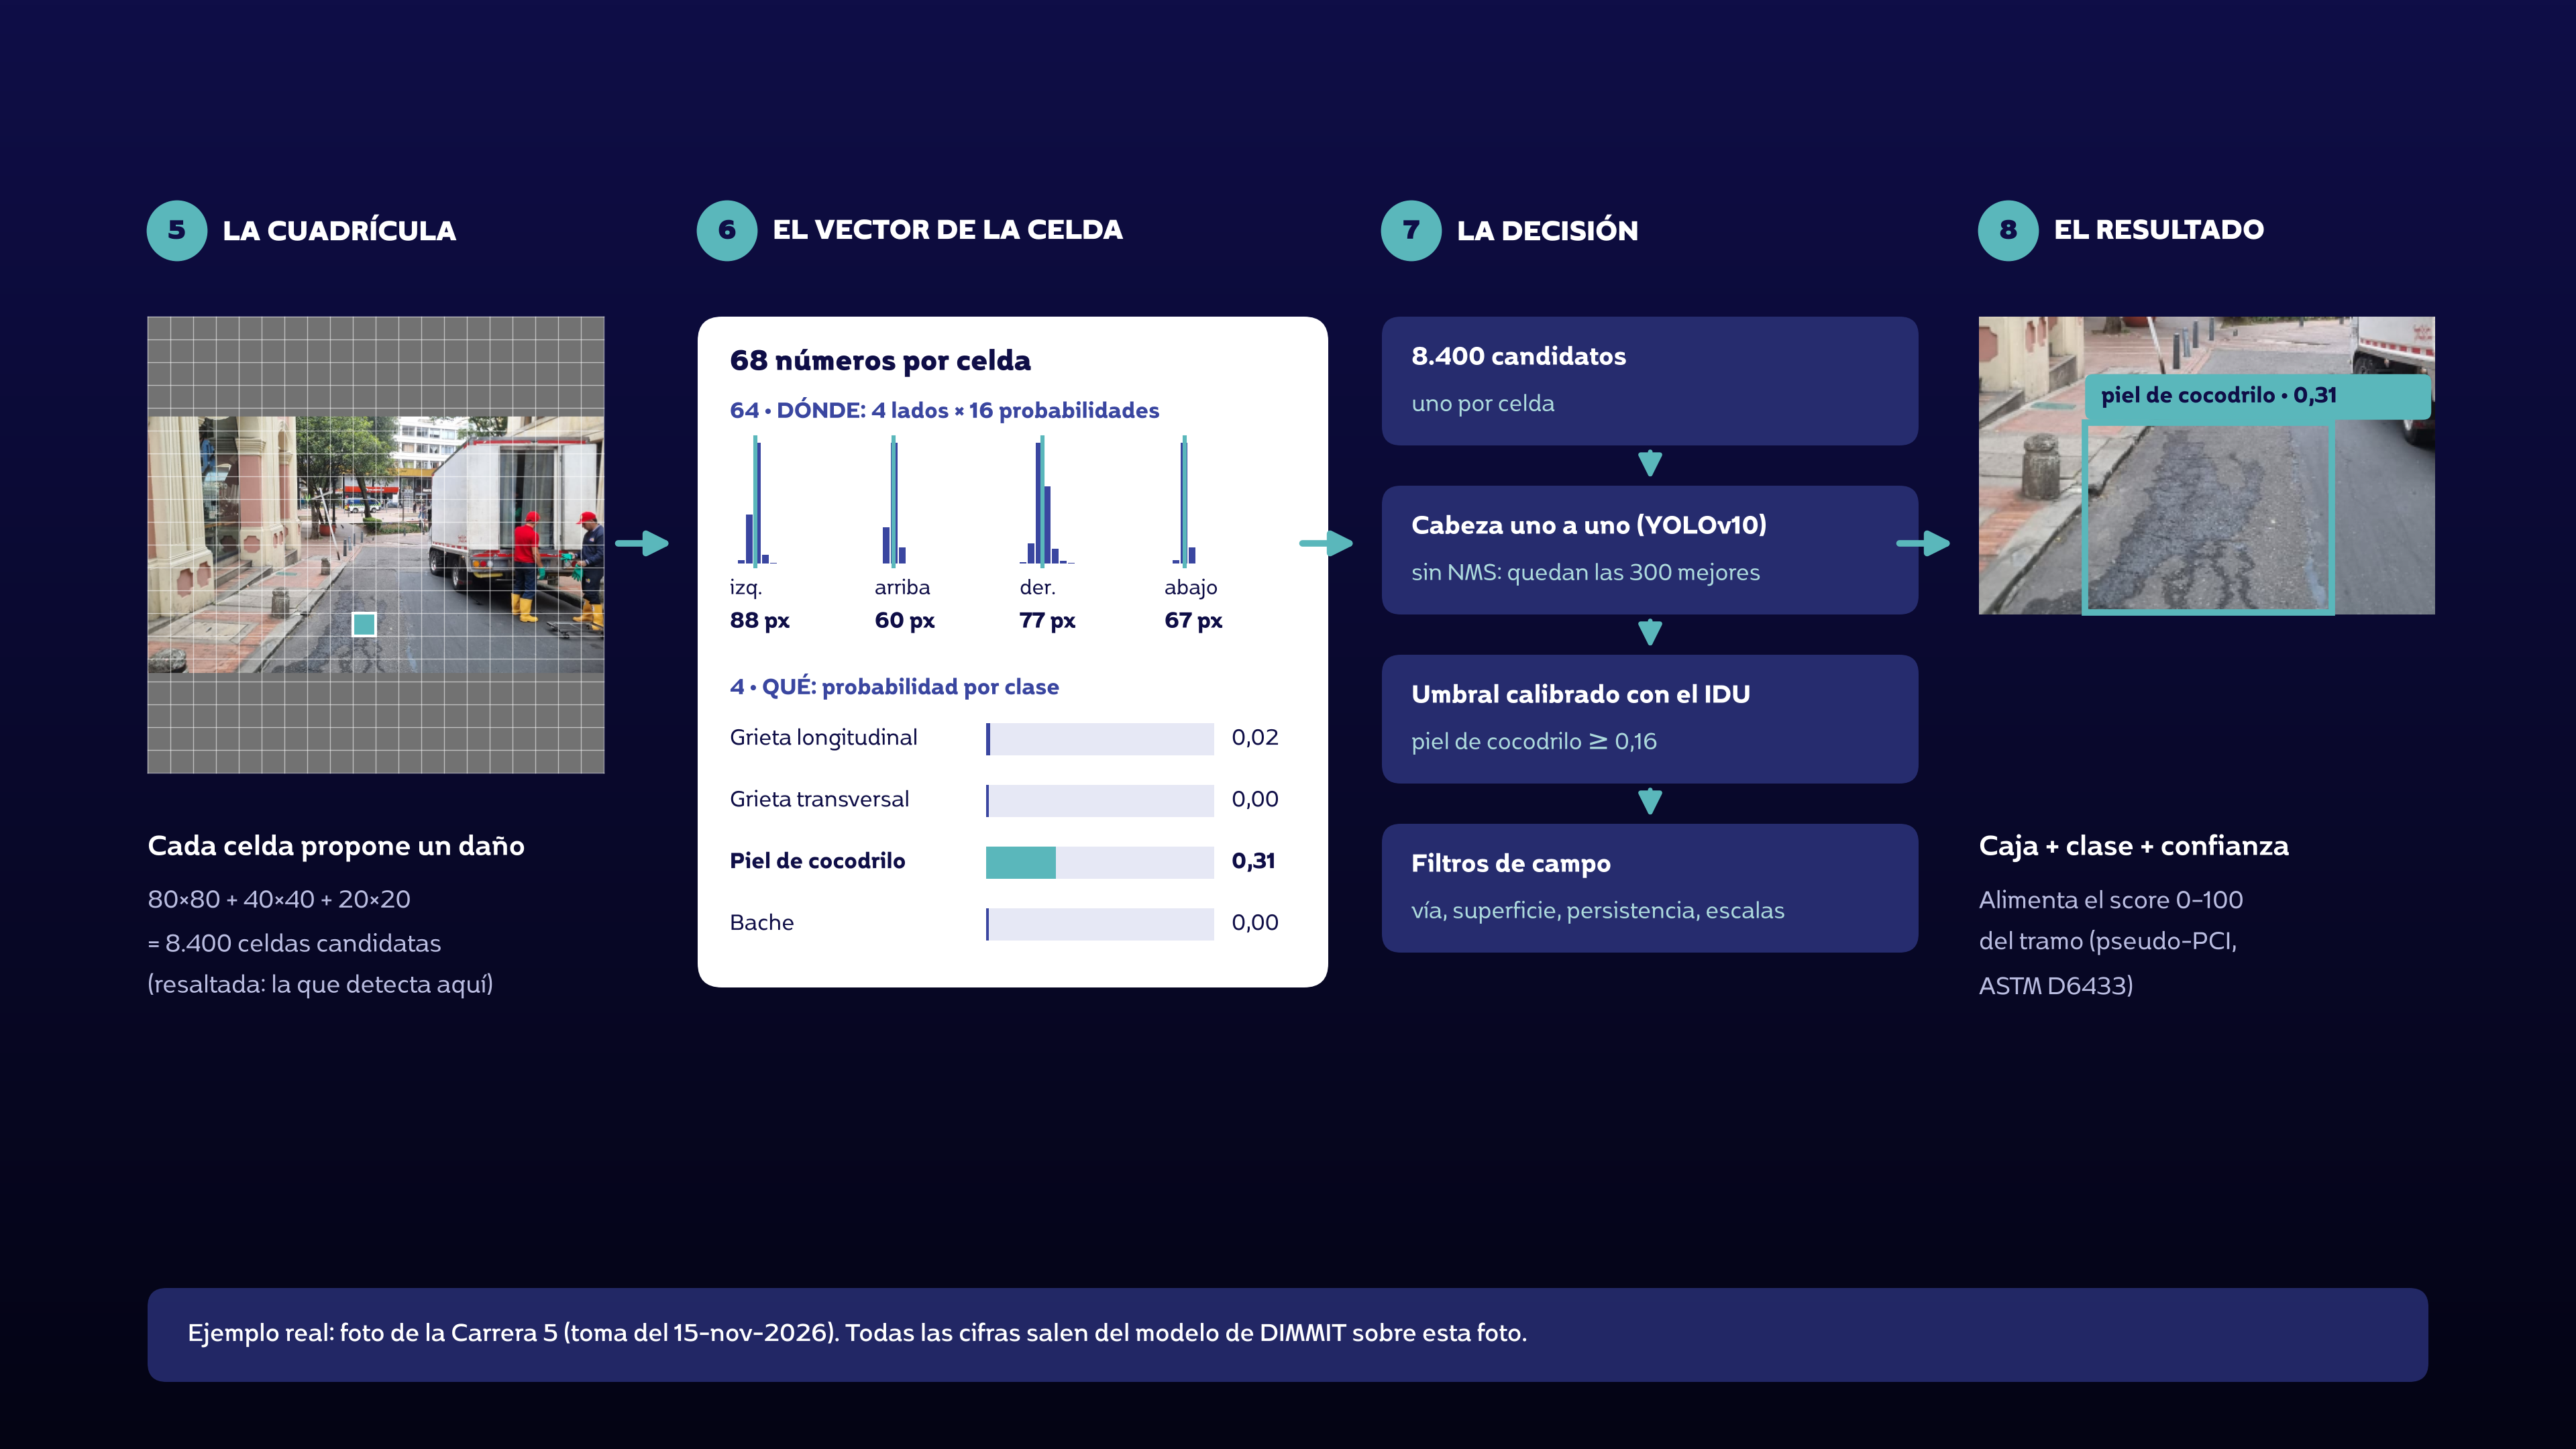 5 LA CUADRÍCULA
Cada celda propone un daño
80×80 + 40×40 + 20×20
= 8.400 celdas candidatas
(resaltada: la que detecta aquí)
6 EL VECTOR DE LA CELDA
68 números por celda
64 • DÓNDE: 4 lados × 16 probabilidades
izq. arriba der. abajo
88 px 60 px 77 px 67 px
4 • QUÉ: probabilidad por clase
Grieta longitudinal 0,02
Grieta transversal 0,00
Piel de cocodrilo 0,31
Bache 0,00
7 LA DECISIÓN
8.400 candidatos
uno por celda
Cabeza uno a uno (YOLOv10)
sin NMS: quedan las 300 mejores
Umbral calibrado con el IDU
piel de cocodrilo ≥ 0,16
Filtros de campo
vía, superficie, persistencia, escalas
8 EL RESULTADO
piel de cocodrilo • 0,31
Caja + clase + confianza
Alimenta el score 0–100
del tramo (pseudo-PCI,
ASTM D6433)
Ejemplo real: foto de la Carrera 5 (toma del 15-nov-2026). Todas las cifras salen del modelo de DIMMIT sobre esta foto.